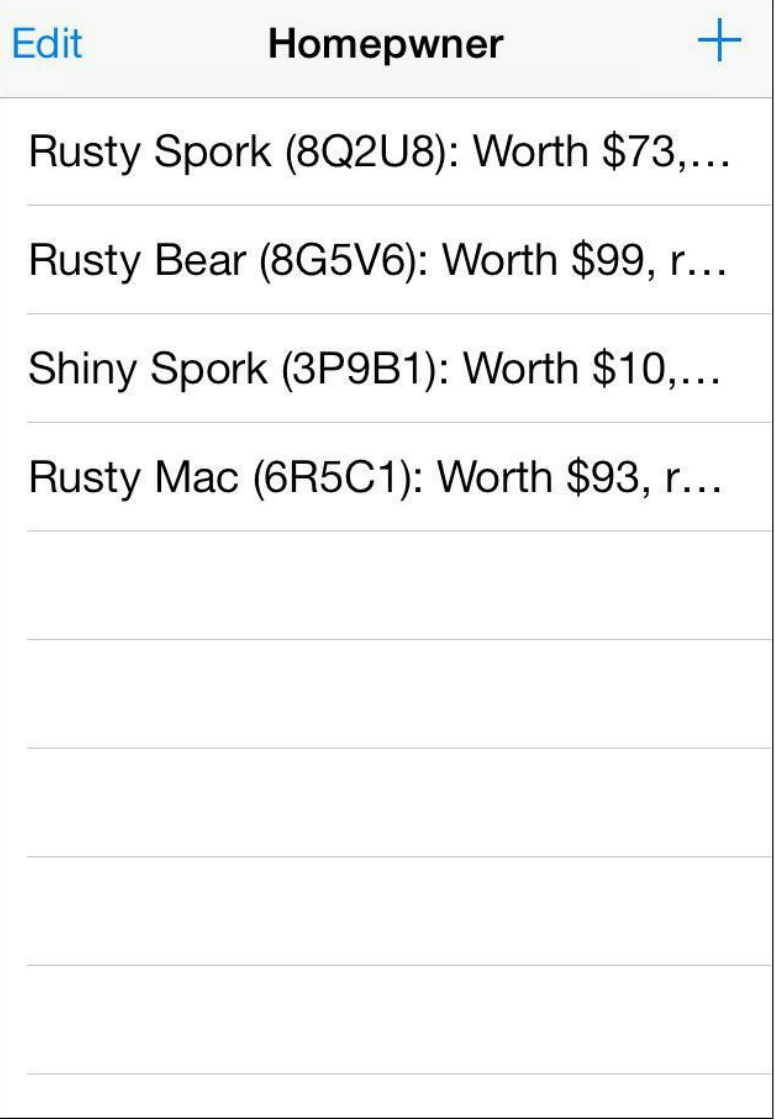 Edit Homepwner +
Rusty Spork (8Q2U8): Worth $73,...
Rusty Bear (8G5V6): Worth $99, r...
Shiny Spork (3P9B1): Worth $10,...
Rusty Mac (6R5C1): Worth $93, r...